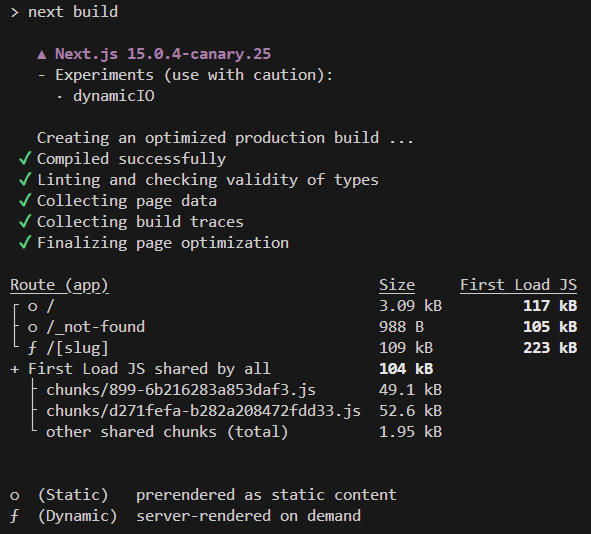 > next build
▲ Next.js 15.0.4-canary.25
- Experiments (use with caution):
· dynamicIO
Creating an optimized production build ...
✓ Compiled successfully
✓ Linting and checking validity of types
✓ Collecting page data
✓ Collecting build traces
✓ Finalizing page optimization
Route (app) Size First Load JS
┌ ○ / 3.09 kB 117 kB
├ ○ /_not-found 988 B 105 kB
└ ƒ /[slug] 109 kB 223 kB
+ First Load JS shared by all 104 kB
├ chunks/899-6b216283a853daf3.js 49.1 kB
├ chunks/d271fefa-b282a208472fdd33.js 52.6 kB
└ other shared chunks (total) 1.95 kB
○ (Static) prerendered as static content
ƒ (Dynamic) server-rendered on demand